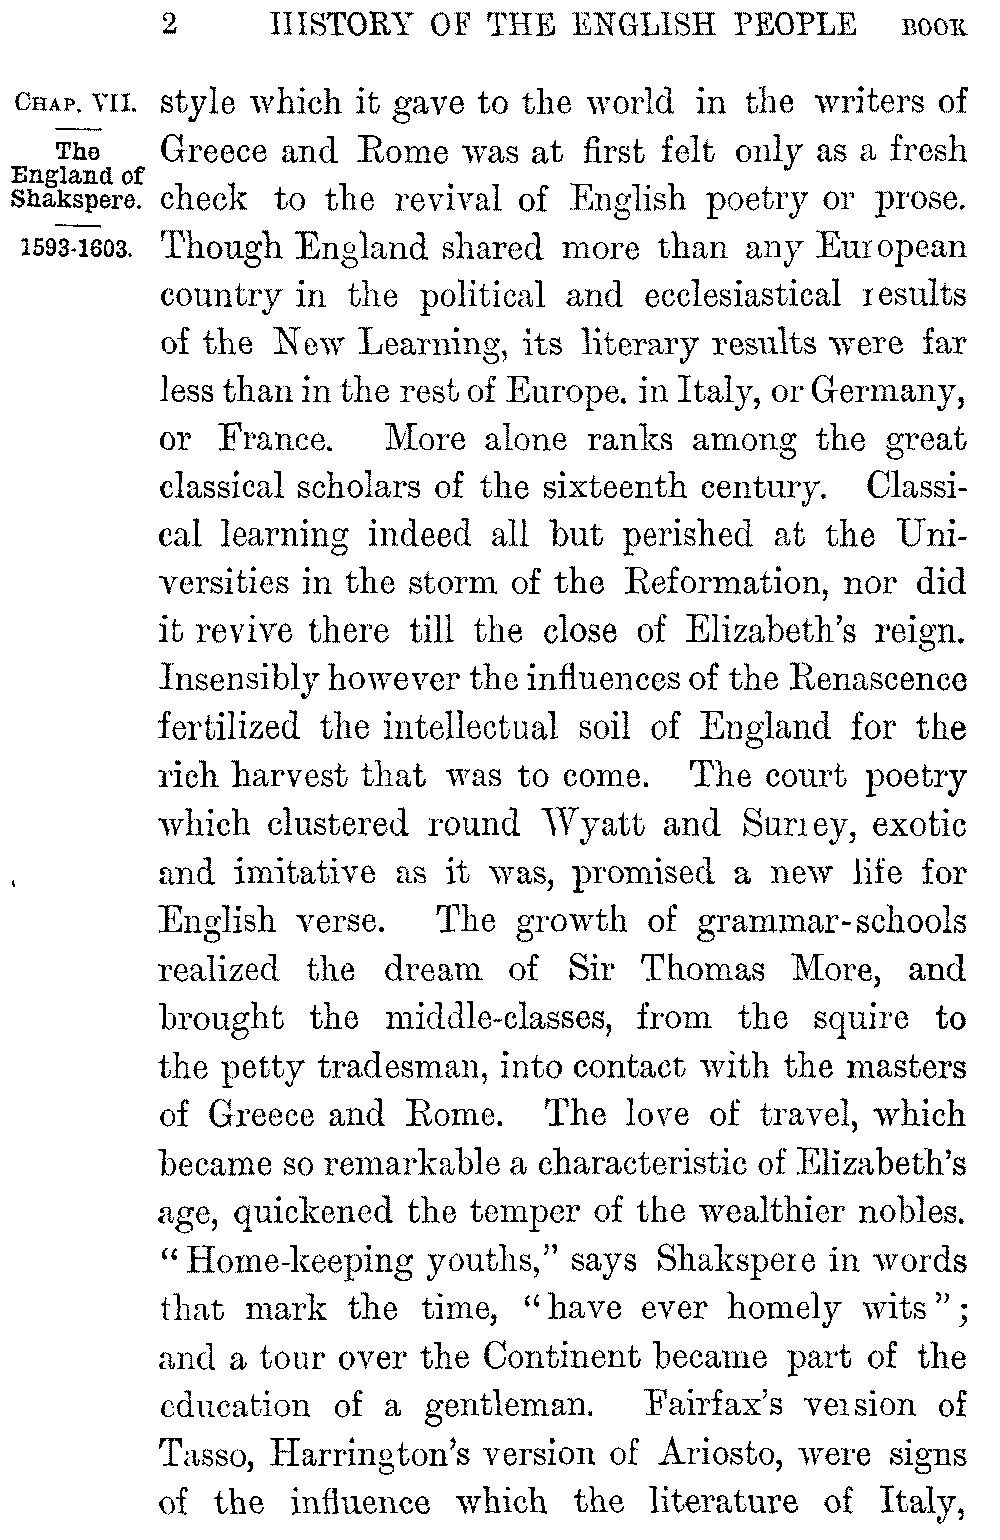 2 HISTORY OF THE ENGLISH PEOPLE BOOK
CHAP. VII.
The
England of
Shakspere.
1593-1603.
style which it gave to the world in the writers of
Greece and Rome was at first felt only as a fresh
check to the revival of English poetry or prose.
Though England shared more than any European
country in the political and ecclesiastical results
of the New Learning, its literary results were far
less than in the rest of Europe. in Italy, or Germany,
or France. More alone ranks among the great
classical scholars of the sixteenth century. Classi-
cal learning indeed all but perished at the Uni-
versities in the storm of the Reformation, nor did
it revive there till the close of Elizabeth's reign.
Insensibly however the influences of the Renascence
fertilized the intellectual soil of England for the
rich harvest that was to come. The court poetry
which clustered round Wyatt and Surrey, exotic
and imitative as it was, promised a new life for
English verse. The growth of grammar-schools
realized the dream of Sir Thomas More, and
brought the middle-classes, from the squire to
the petty tradesman, into contact with the masters
of Greece and Rome. The love of travel, which
became so remarkable a characteristic of Elizabeth's
age, quickened the temper of the wealthier nobles.
"Home-keeping youths," says Shakspere in words
that mark the time, "have ever homely wits";
and a tour over the Continent became part of the
education of a gentleman. Fairfax's version of
Tasso, Harrington's version of Ariosto, were signs
of the influence which the literature of Italy,